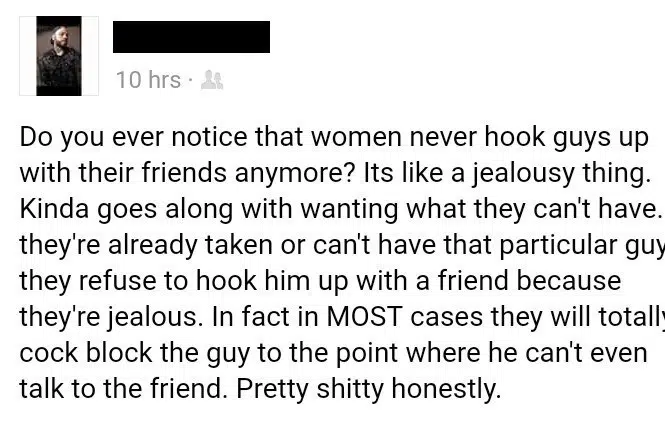 10 hrs ·
Do you ever notice that women never hook guys up
with their friends anymore? Its like a jealousy thing.
Kinda goes along with wanting what they can't have.
they're already taken or can't have that particular guy
they refuse to hook him up with a friend because
they're jealous. In fact in MOST cases they will totally
cock block the guy to the point where he can't even
talk to the friend. Pretty shitty honestly.